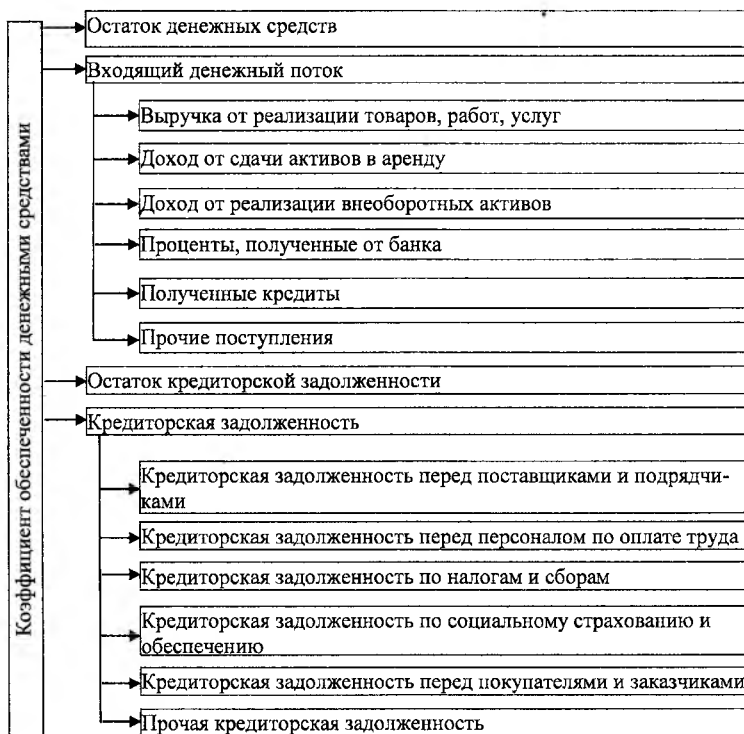 Коэффициент обеспеченности денежными средствами
Остаток денежных средств
Входящий денежный поток
Выручка от реализации товаров, работ, услуг
Доход от сдачи активов в аренду
Доход от реализации внеоборотных активов
Проценты, полученные от банка
Полученные кредиты
Прочие поступления
Остаток кредиторской задолженности
Кредиторская задолженность
Кредиторская задолженность перед поставщиками и подрядчи-
ками
Кредиторская задолженность перед персоналом по оплате труда
Кредиторская задолженность по налогам и сборам
Кредиторская задолженность по социальному страхованию и
обеспечению
Кредиторская задолженность перед покупателями и заказчиками
Прочая кредиторская задолженность